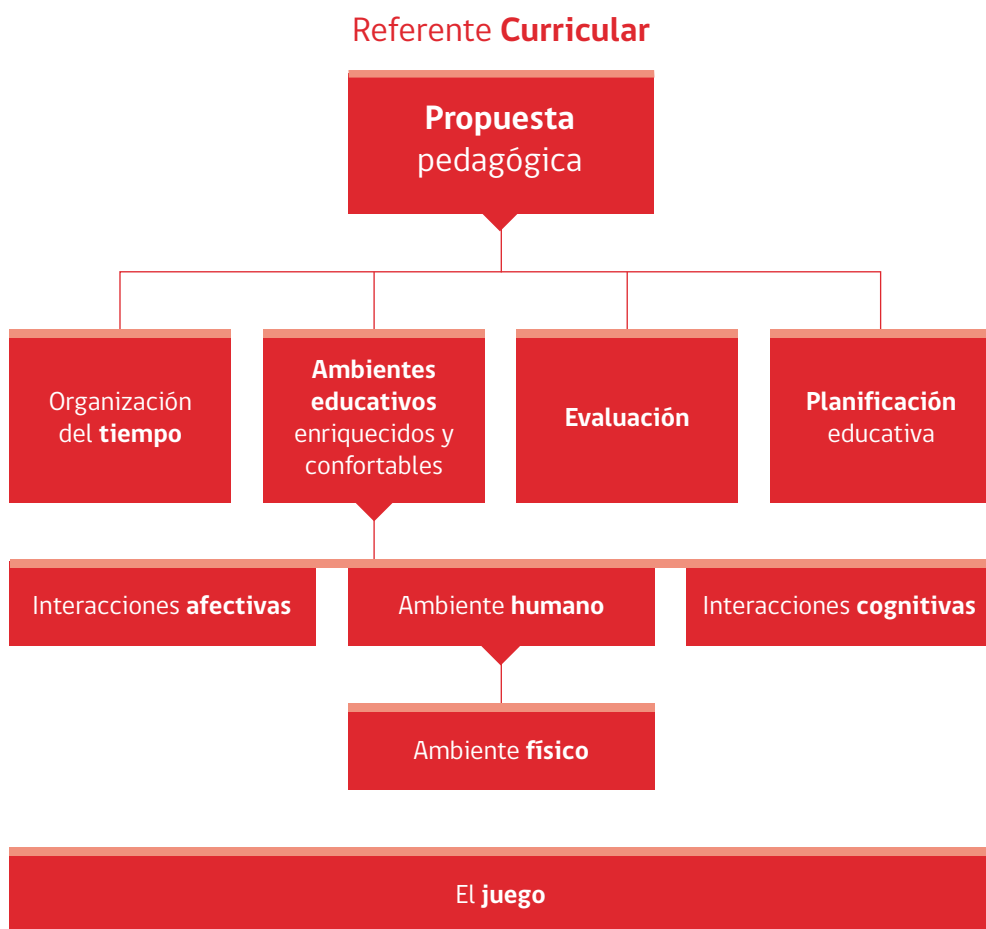 Referente Curricular
Propuesta
pedagógica
Organización
del tiempo
Ambientes
educativos
enriquecidos y
confortables
Evaluación
Planificación
educativa
Interacciones afectivas
Ambiente humano
Interacciones cognitivas
Ambiente físico
El juego